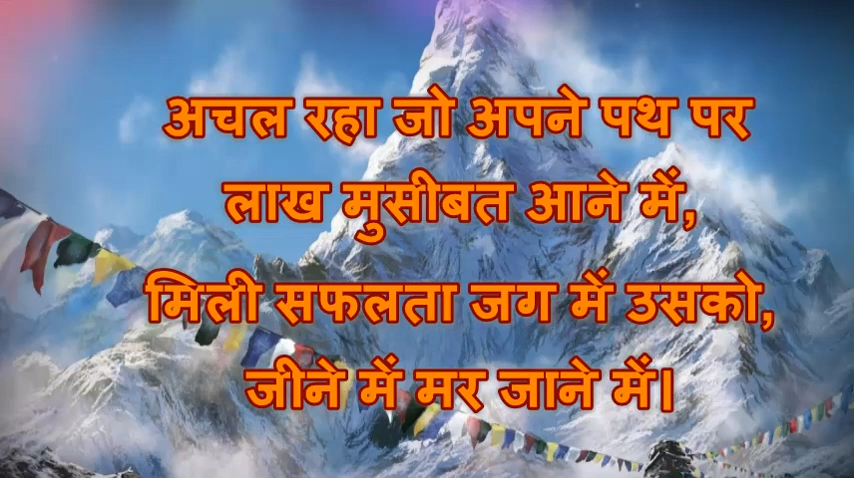 अचल रहा जो अपने पथ पर
लाख मुसीबत आने में,
मिली सफलता जग में उसको,
जीने में मर जाने में।